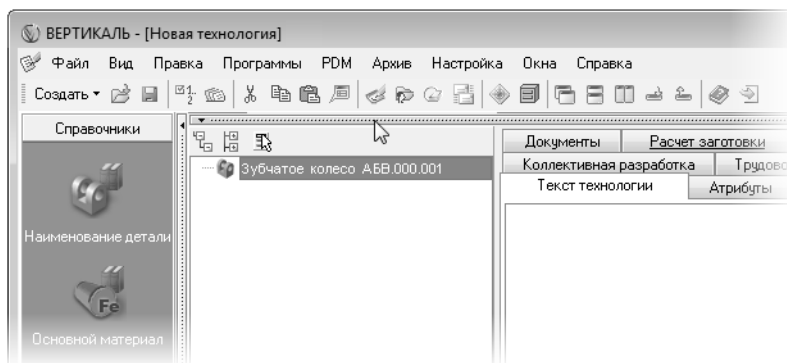 ВЕРТИКАЛЬ - [Новая технология]
Файл Вид Правка Программы PDM Архив Настройка Окна Справка
Создать
Справочники
Документы Расчет заготовки
Коллективная разработка
Зубчатое колесо АБВ.000.001
Текст технологии Атрибуты
Наименование детали
Fe
Основной материал